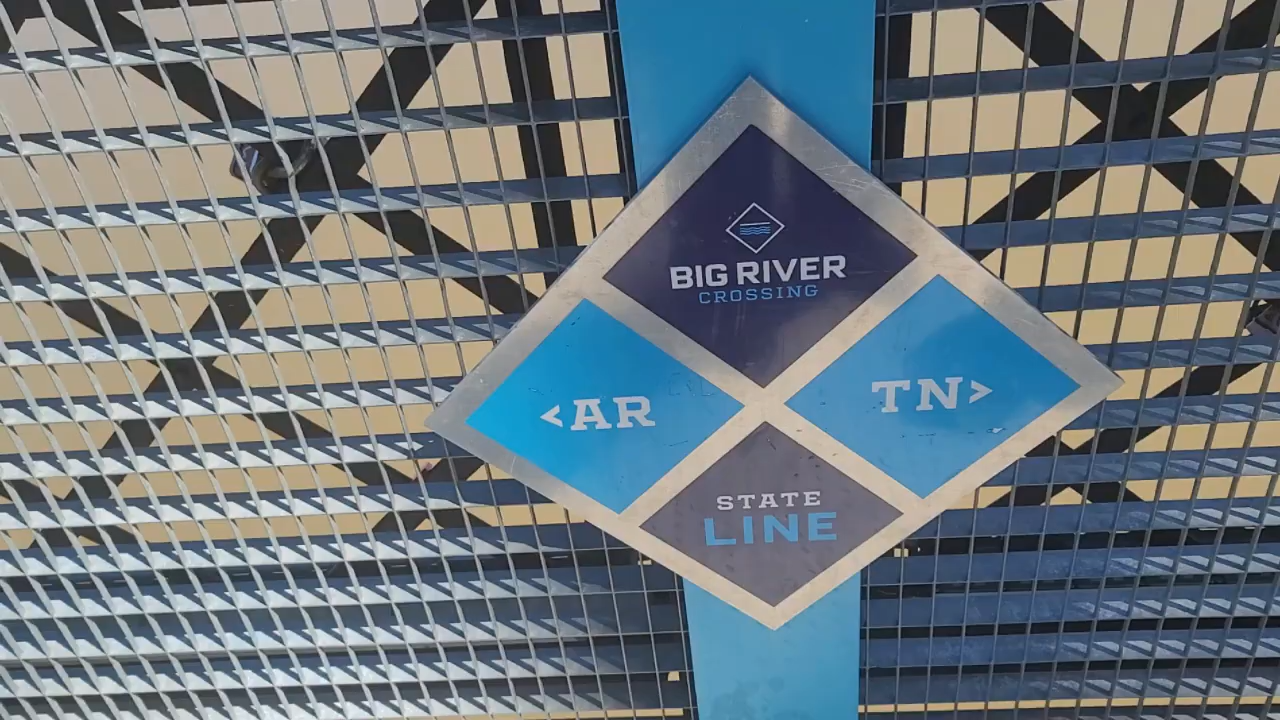 BIG RIVER
CROSSING
<AR
TN>
STATE
LINE